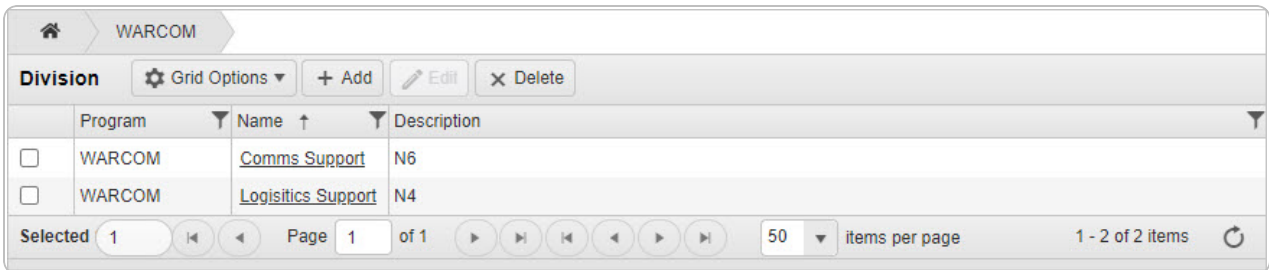 WARCOM
Division Grid Options Add Edit Delete
Program Name ↑ Description
WARCOM Comms Support N6
WARCOM Logisitics Support N4
Selected 1 Page 1 of 1 50 items per page 1 - 2 of 2 items